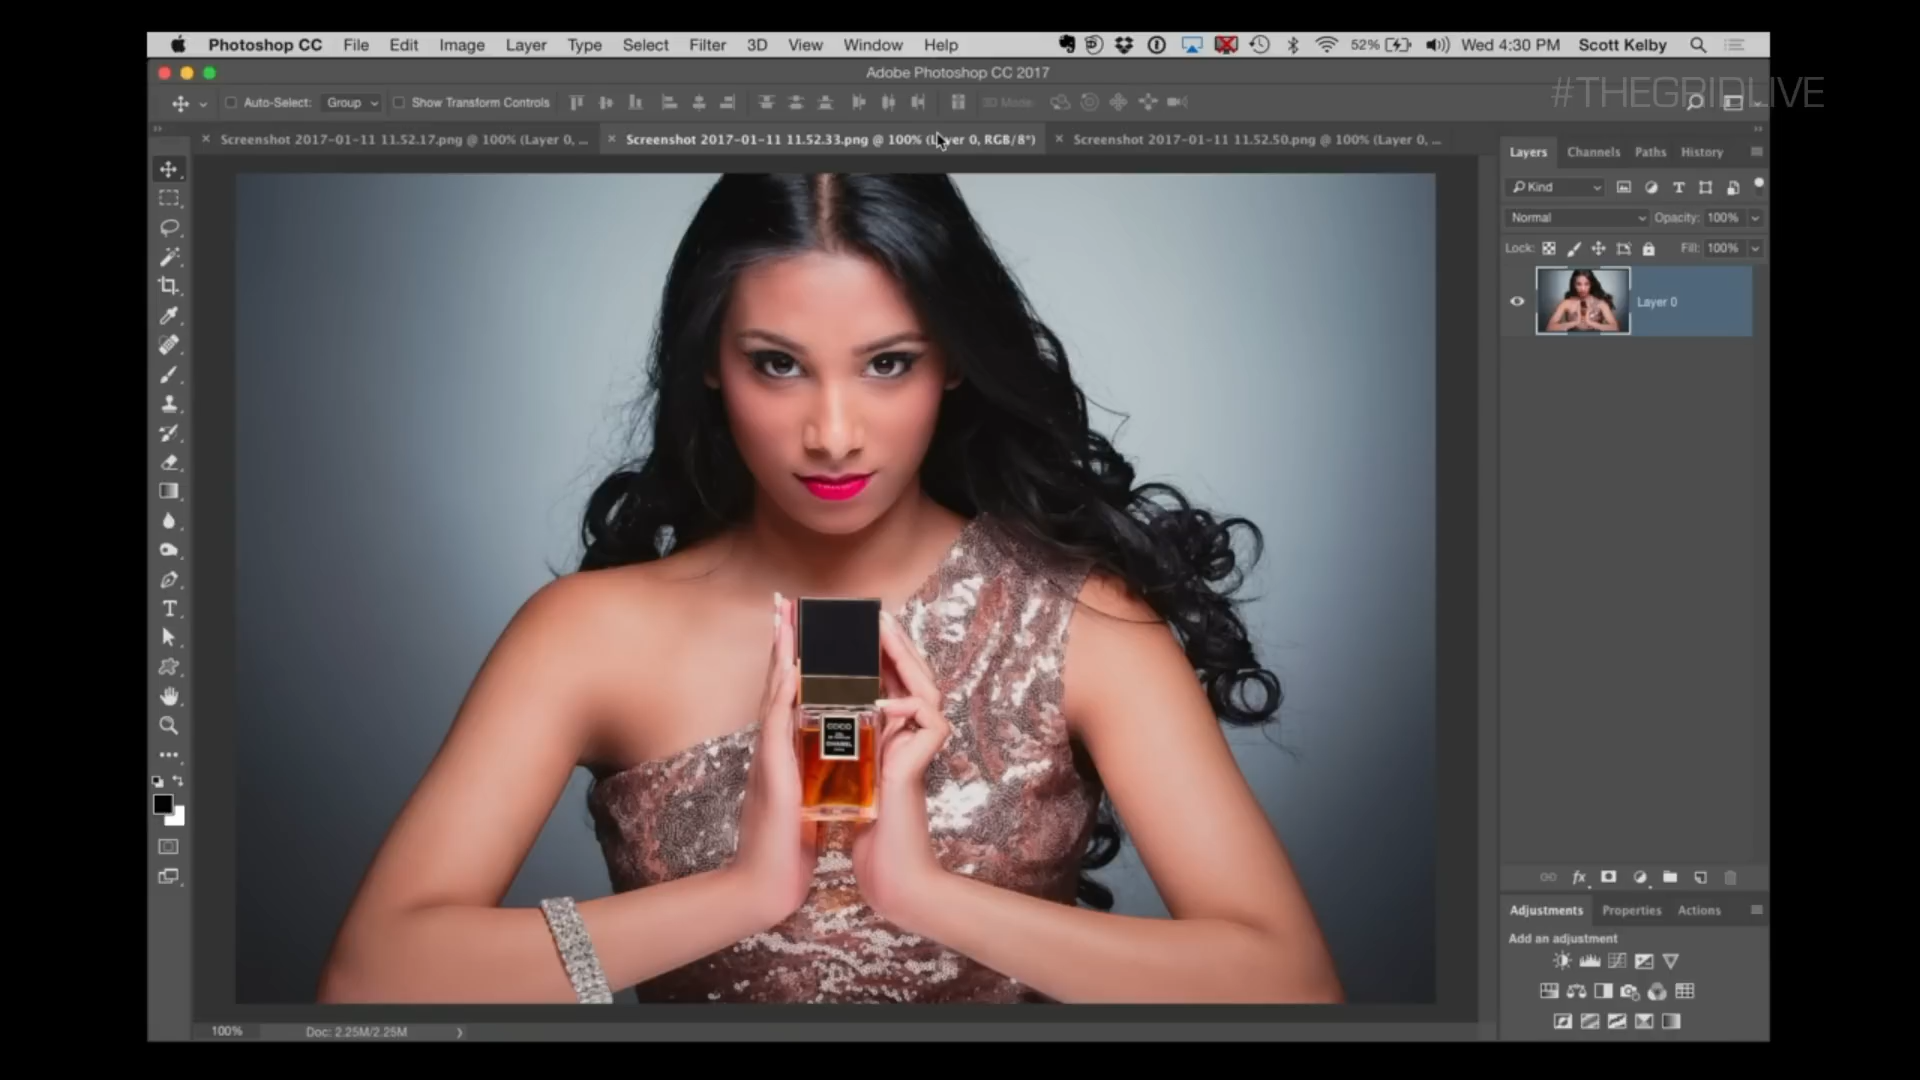 Photoshop CC File Edit Image Layer Type Select Filter 3D View Window Help 52% Wed 4:30 PM Scott Kelby
Adobe Photoshop CC 2017
#THEGRIDLIVE
Auto-Select: Group Show Transform Controls 3D Mode:
Screenshot 2017-01-11 11.52.17.png @ 100% (Layer 0, ... Screenshot 2017-01-11 11.52.33.png @ 100% (Layer 0, RGB/8*) Screenshot 2017-01-11 11.52.50.png @ 100% (Layer 0, ...
Layers Channels Paths History
Kind
Normal Opacity: 100%
Lock: Fill: 100%
Layer 0
COCO
CHANEL
fx
Adjustments Properties Actions
Add an adjustment
100% Doc: 2.25M/2.25M